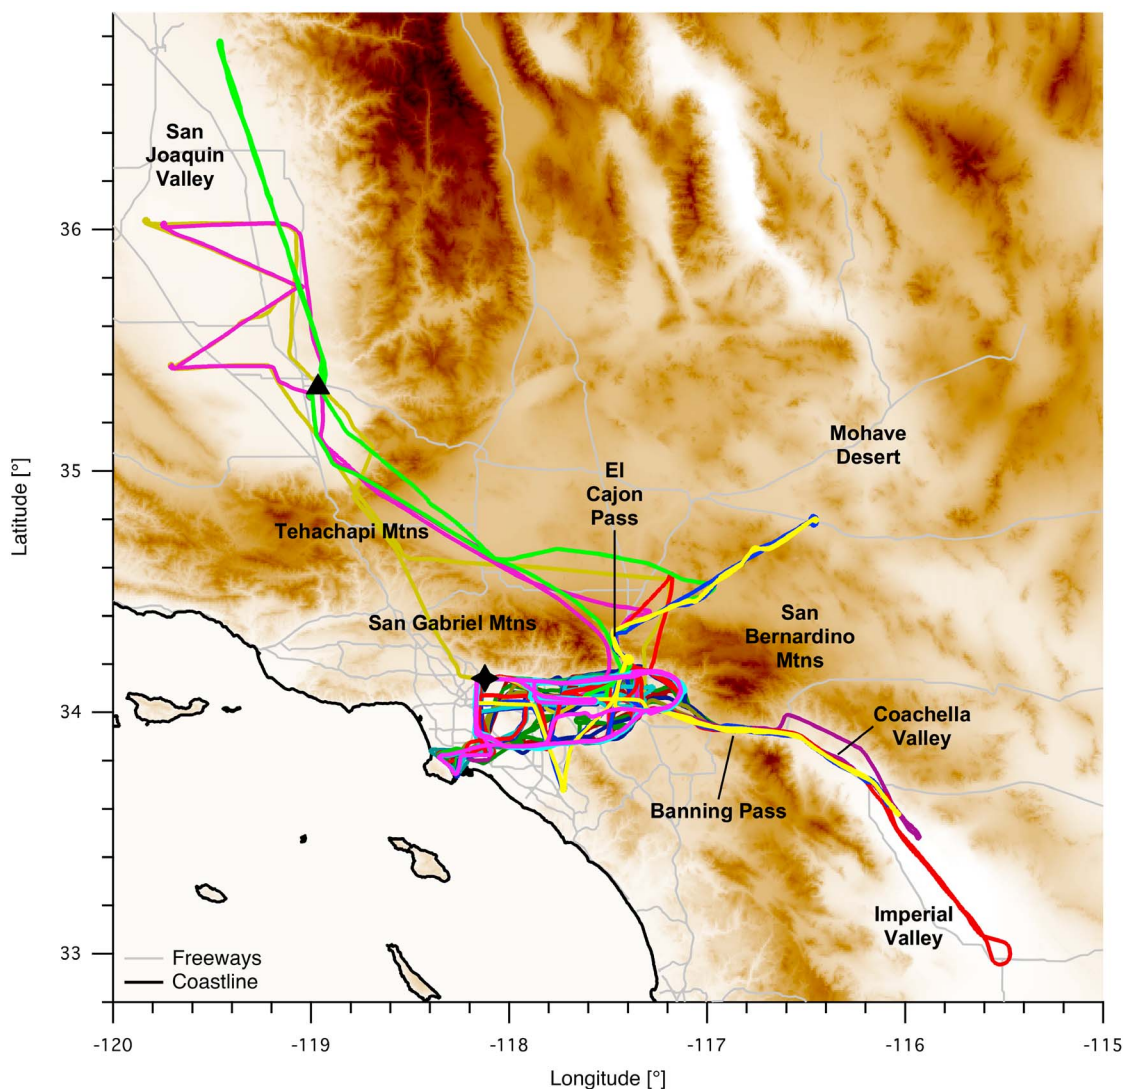 San
Joaquin
Valley
36
Mohave
Desert
El
Cajon
Pass
35
Latitude [°]
Tehachapi Mtns
San Gabriel Mtns
San
Bernardino
Mtns
34
Coachella
Valley
Banning Pass
Imperial
Valley
33
Freeways
Coastline
-120
-119
-118
-117
-116
-115
Longitude [°]